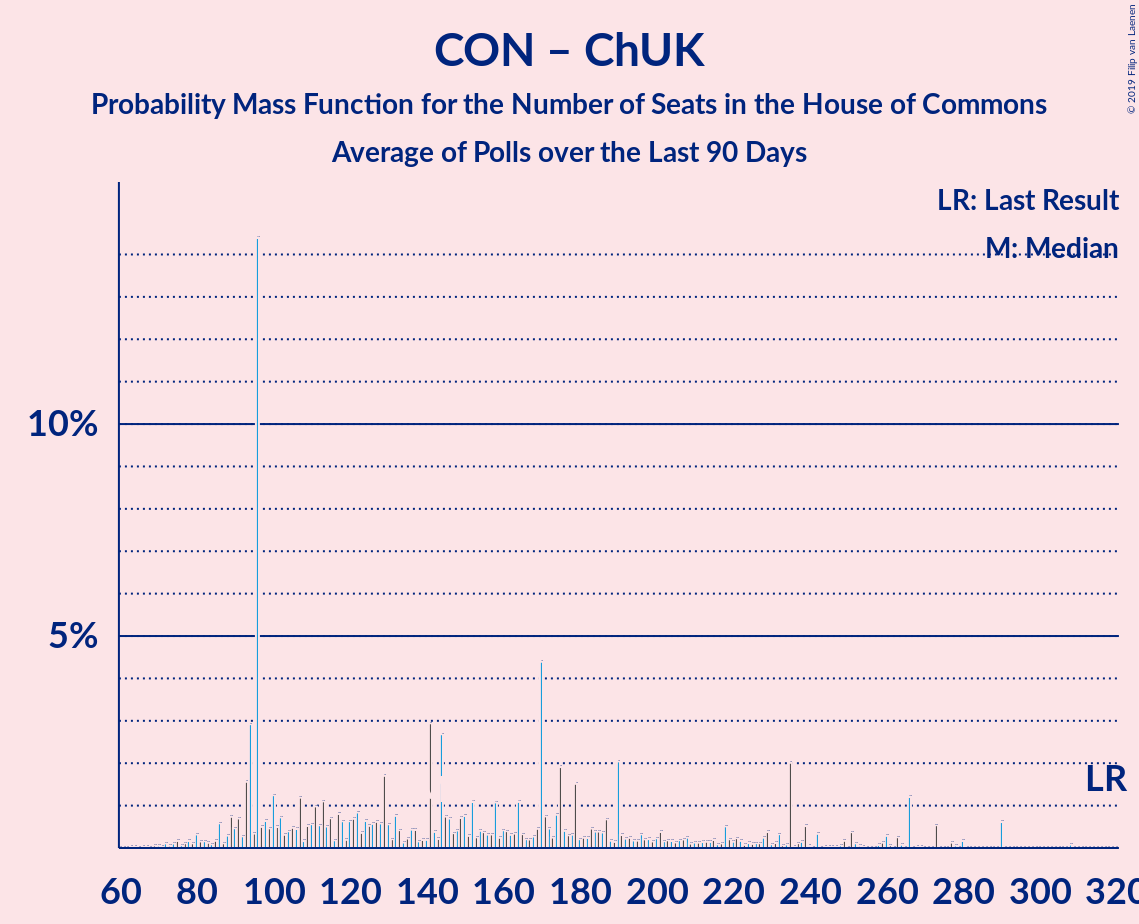 CON – ChUK
Probability Mass Function for the Number of Seats in the House of Commons
Average of Polls over the Last 90 Days
© 2019 Filip van Laenen
LR: Last Result
M: Median
10%
5%
LR
60 80 100 120 140 160 180 200 220 240 260 280 300 320